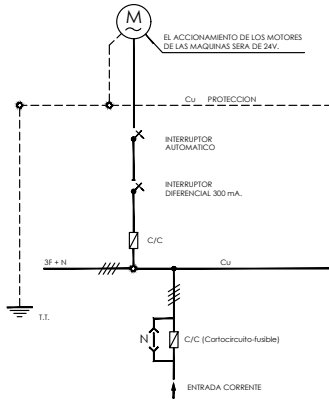 M
EL ACCIONAMIENTO DE LOS MOTORES
DE LAS MAQUINAS SERA DE 24V.
Cu PROTECCION
INTERRUPTOR
AUTOMATICO
INTERRUPTOR
DIFERENCIAL 300 mA.
C/C
3F + N
Cu
T.T.
N
C/C (Cartocircuito-fusible)
ENTRADA CORRIENTE